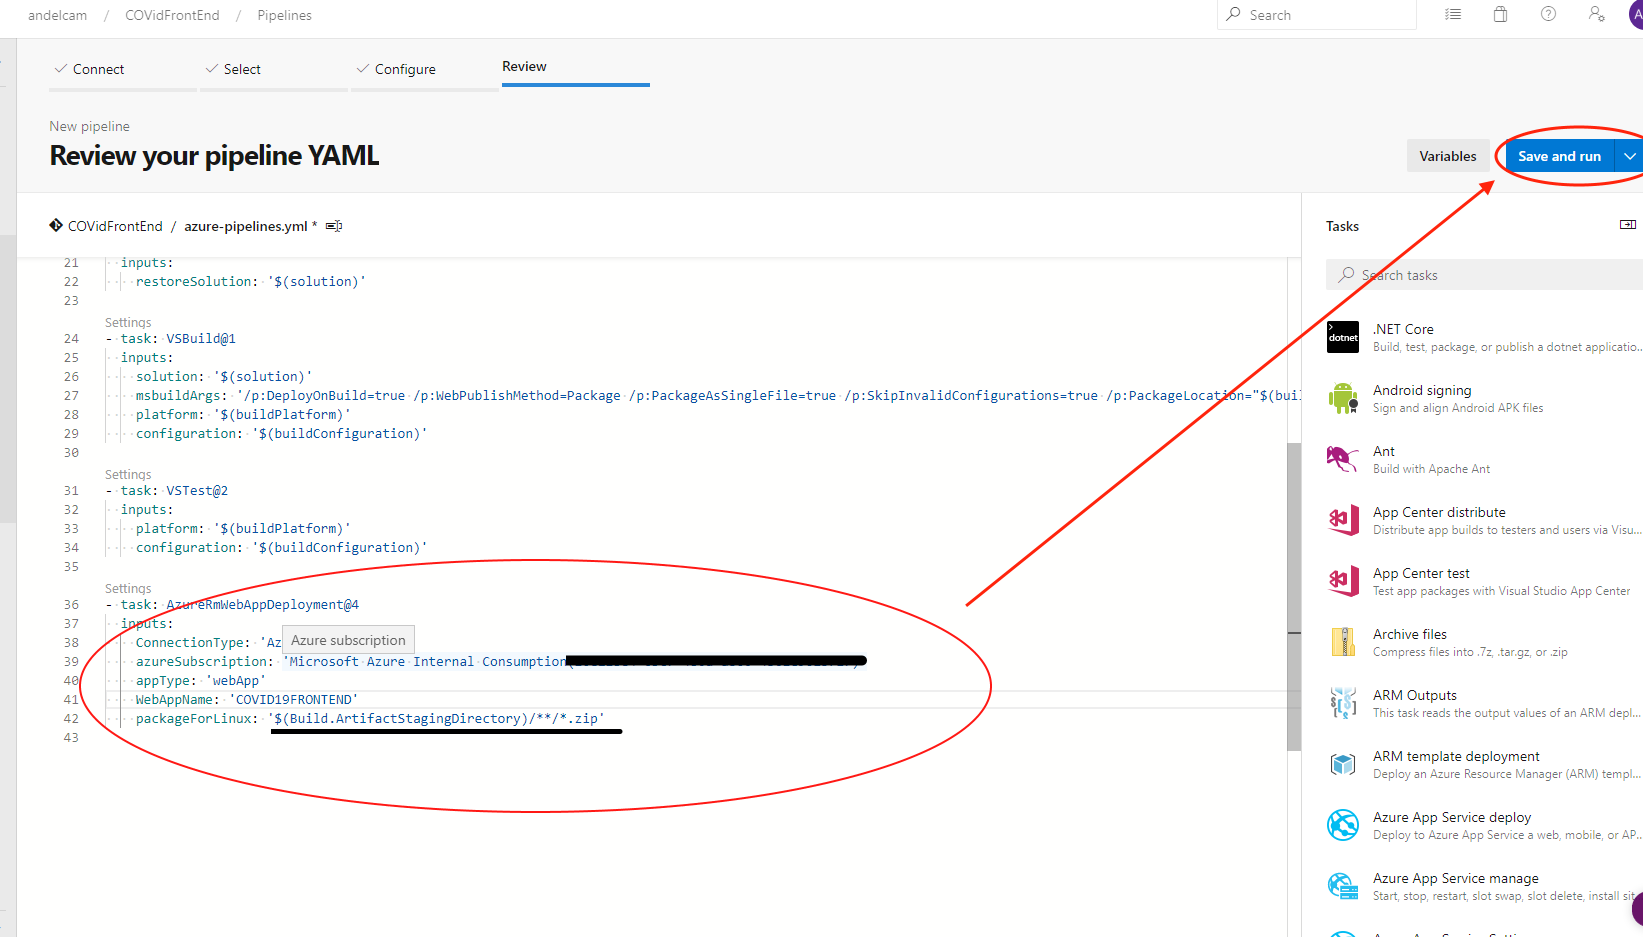 andelcam / COVidFrontEnd / Pipelines
Search
A
Connect
Select
Configure
Review
New pipeline
Review your pipeline YAML
Variables
Save and run
COVidFrontEnd / azure-pipelines.yml *
21 inputs:
22 restoreSolution: '$(solution)'
23
Settings
24 - task: VSBuild@1
25 inputs:
26 solution: '$(solution)'
27 msbuildArgs: '/p:DeployOnBuild=true /p:WebPublishMethod=Package /p:PackageAsSingleFile=true /p:SkipInvalidConfigurations=true /p:PackageLocation="$(bui
28 platform: '$(buildPlatform)'
29 configuration: '$(buildConfiguration)'
30
Settings
31 - task: VSTest@2
32 inputs:
33 platform: '$(buildPlatform)'
34 configuration: '$(buildConfiguration)'
35
Settings
36 - task: AzureRmWebAppDeployment@4
37 inputs:
38 ConnectionType: 'Az
Azure subscription
39 azureSubscription: 'Microsoft Azure Internal Consumption
40 appType: 'webApp'
41 WebAppName: 'COVID19FRONTEND'
42 packageForLinux: '$(Build.ArtifactStagingDirectory)/**/*.zip'
43
Tasks
Search tasks
dotnet
.NET Core
Build, test, package, or publish a dotnet applicatio...
Android signing
Sign and align Android APK files
Ant
Build with Apache Ant
App Center distribute
Distribute app builds to testers and users via Visu...
App Center test
Test app packages with Visual Studio App Center
Archive files
Compress files into .7z, .tar.gz, or .zip
ARM Outputs
This task reads the output values of an ARM depl...
ARM template deployment
Deploy an Azure Resource Manager (ARM) templ...
Azure App Service deploy
Deploy to Azure App Service a web, mobile, or AP...
Azure App Service manage
Start, stop, restart, slot swap, slot delete, install sit